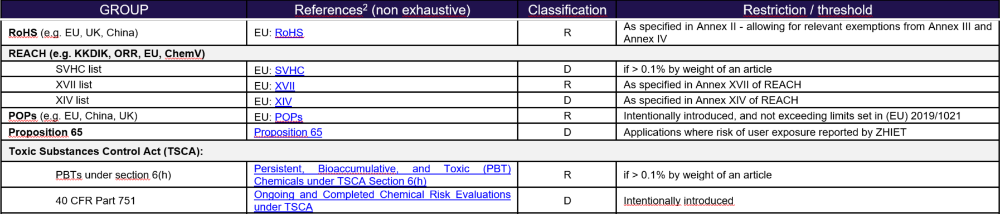 GROUP References2 (non exhaustive) Classification Restriction / threshold
RoHS (e.g. EU, UK, China) EU: RoHS R As specified in Annex II - allowing for relevant exemptions from Annex III and
Annex IV
REACH (e.g. KKDIK, ORR, EU, ChemV)
SVHC list EU: SVHC D if > 0.1% by weight of an article
XVII list EU: XVII R As specified in Annex XVII of REACH
XIV list EU: XIV D As specified in Annex XIV of REACH
POPs (e.g. EU, China, UK) EU: POPs R Intentionally introduced, and not exceeding limits set in (EU) 2019/1021
Proposition 65 Proposition 65 D Applications where risk of user exposure reported by ZHIET
Toxic Substances Control Act (TSCA):
PBTs under section 6(h) Persistent, Bioaccumulative, and Toxic (PBT)
Chemicals under TSCA Section 6(h) R if > 0.1% by weight of an article
40 CFR Part 751 Ongoing and Completed Chemical Risk Evaluations
under TSCA D Intentionally introduced